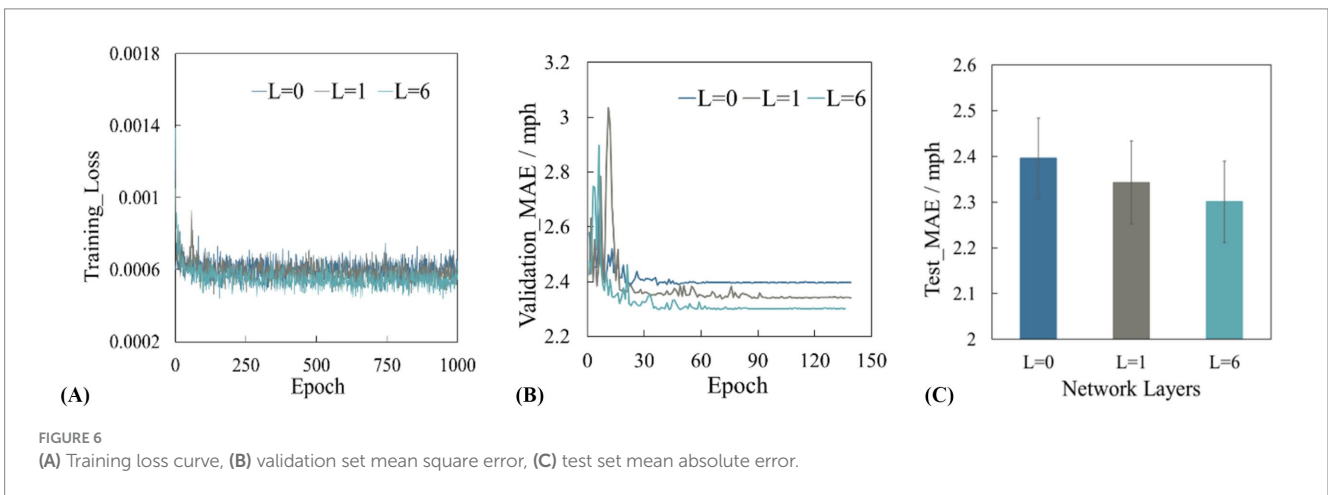 0.0018
0.0014
0.001
0.0006
0.0002
Training_Loss
L=0 L=1 L=6
0 250 500 750 1000
Epoch
(A)
3.2
3
2.8
2.6
2.4
2.2
Validation_MAE / mph
L=0 L=1 L=6
0 30 60 90 120 150
Epoch
(B)
2.6
2.5
2.4
2.3
2.2
2.1
2
Test_MAE / mph
L=0 L=1 L=6
Network Layers
(C)
FIGURE 6
(A) Training loss curve, (B) validation set mean square error, (C) test set mean absolute error.